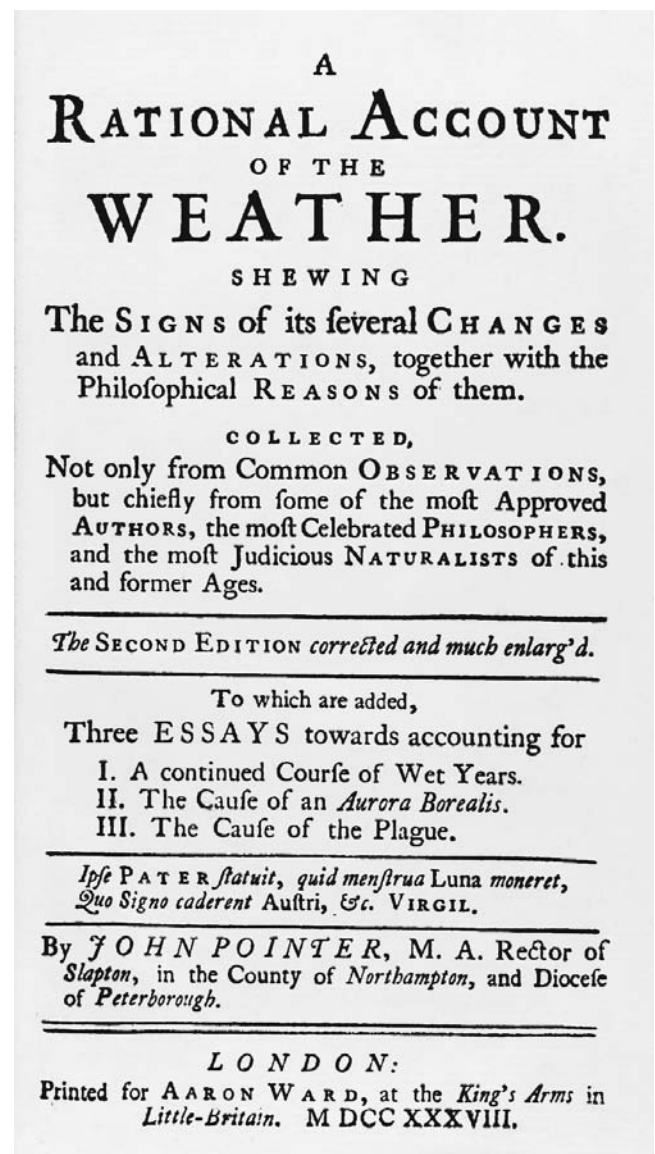 A
RATIONAL ACCOUNT
OF THE
WEATHER.
SHEWING
The SIGNS of its ſeveral CHANGES
and ALTERATIONS, together with the
Philoſophical REASONS of them.
COLLECTED,
Not only from Common OBSERVATIONS,
but chiefly from ſome of the moſt Approved
AUTHORS, the moſt Celebrated PHILOSOPHERS,
and the moſt Judicious NATURALISTS of this
and former Ages.
The SECOND EDITION corrected and much enlarg'd.
To which are added,
Three ESSAYS towards accounting for
I. A continued Courſe of Wet Years.
II. The Cauſe of an Aurora Borealis.
III. The Cauſe of the Plague.
Ipſe PATER ſtatuit, quid menſtrua Luna moneret,
Quo Signo caderent Auſtri, &c. VIRGIL.
By JOHN POINTER, M. A. Rector of
Slapton, in the County of Northampton, and Dioceſe
of Peterborough.
LONDON:
Printed for AARON WARD, at the King's Arms in
Little-Britain. M DCC XXXVIII.